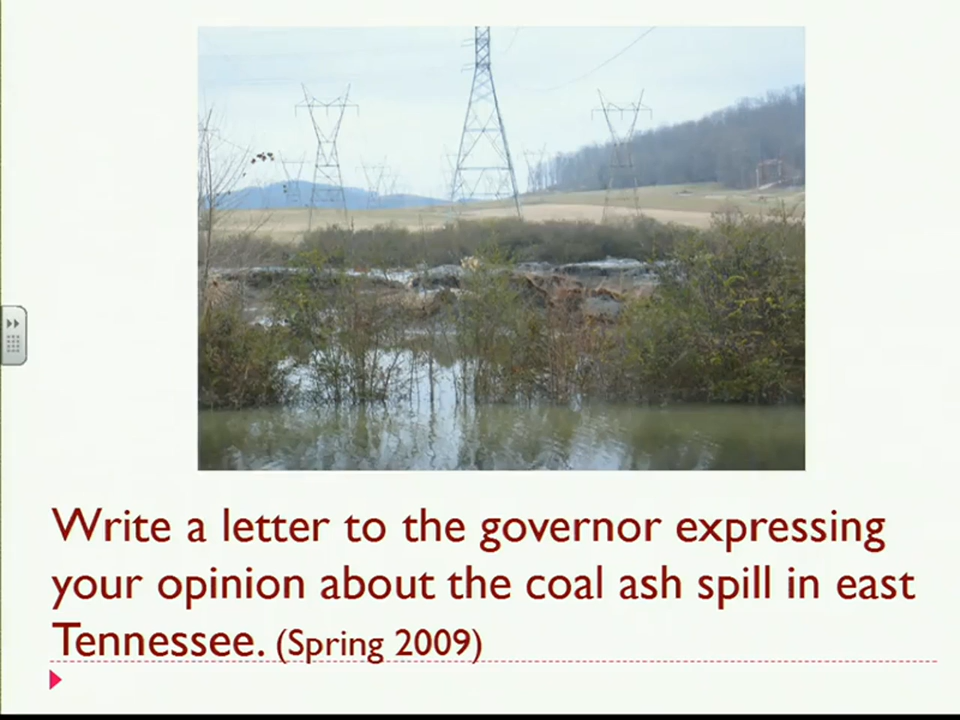 Write a letter to the governor expressing
your opinion about the coal ash spill in east
Tennessee. (Spring 2009)